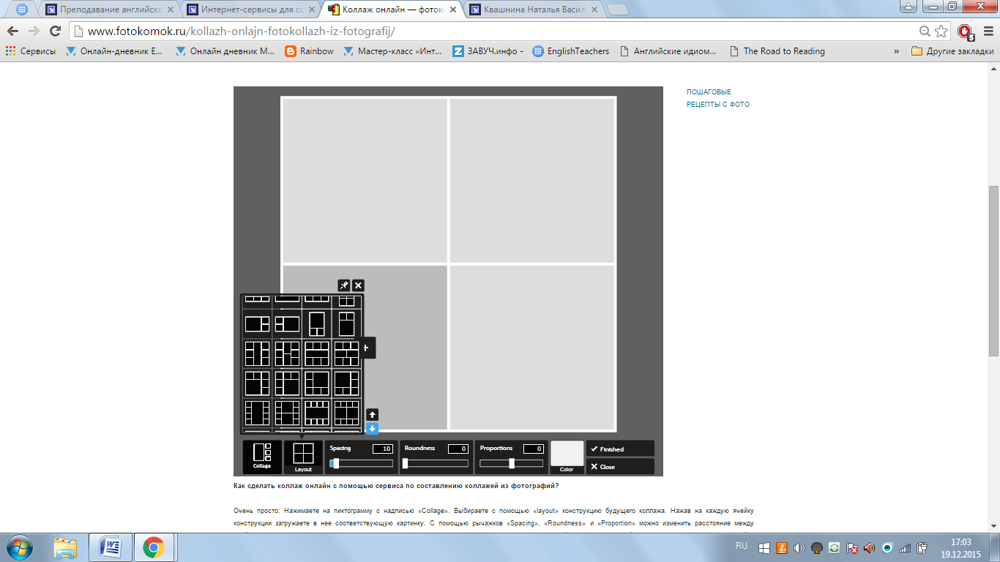 Преподавание английско
Интернет-сервисы для со
Коллаж онлайн — фотоко
Квашнина Наталья Васил
www.fotokomok.ru/kollazh-onlajn-fotokollazh-iz-fotografij/
5
Сервисы
Онлайн-дневник Е...
Онлайн дневник М...
Rainbow
Мастер-класс «Инт...
ЗАВУЧ.инфо -
EnglishTeachers
Английские идиом...
The Road to Reading
»
Другие закладки
ПОШАГОВЫЕ
РЕЦЕПТЫ С ФОТО
Collage
Layout
Spacing 10
Roundness 0
Proportions 0
Color
Finished
Close
Как сделать коллаж онлайн с помощью сервиса по составлению коллажей из фотографий?
Очень просто: Нажимаете на пиктограмму с надписью «Collage». Выбираете с помощью «layout» конструкцию будущего коллажа. Нажав на каждую ячейку
конструкции загружаете в нее соответствующую картинку. С помощью рычажков «Spacing», «Roundness» и «Proportion» можно изменить расстояние между
RU
17:03
19.12.2015